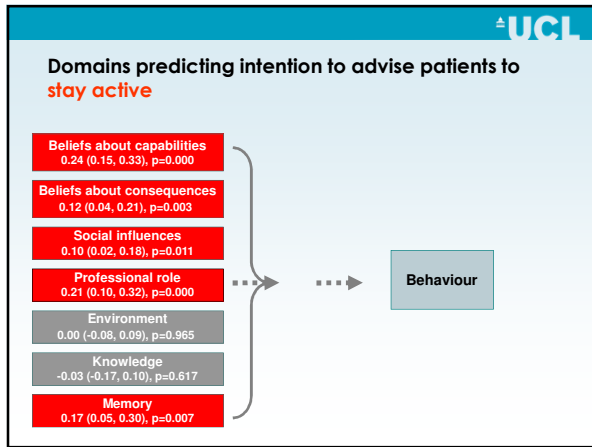 UCL
Domains predicting intention to advise patients to
stay active
Beliefs about capabilities
0.24 (0.15, 0.33), p=0.000
Beliefs about consequences
0.12 (0.04, 0.21), p=0.003
Social influences
0.10 (0.02, 0.18), p=0.011
Professional role
0.21 (0.10, 0.32), p=0.000
Environment
0.00 (-0.08, 0.09), p=0.965
Knowledge
-0.03 (-0.17, 0.10), p=0.617
Memory
0.17 (0.05, 0.30), p=0.007
Behaviour